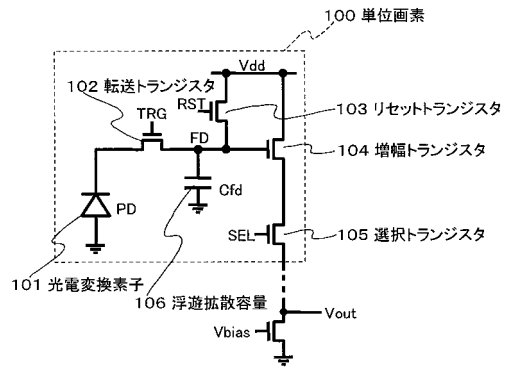 100 単位画素
Vdd
102 転送トランジスタ
RST
103 リセットトランジスタ
TRG
FD
104 増幅トランジスタ
Cfd
PD
SEL
105 選択トランジスタ
101 光電変換素子
106 浮遊拡散容量
Vout
Vbias